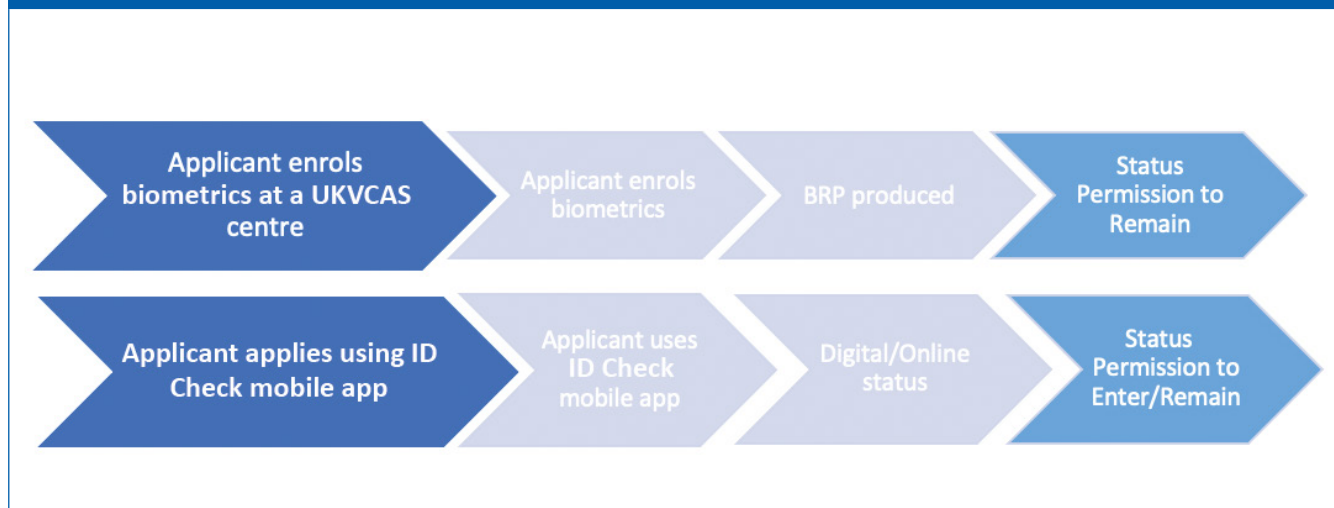 Applicant enrols
biometrics at a UKVCAS
centre
Applicant enrols
biometrics
BRP produced
Status
Permission to
Remain
Applicant applies using ID
Check mobile app
Applicant uses
ID Check
mobile app
Digital/Online
status
Status
Permission to
Enter/Remain